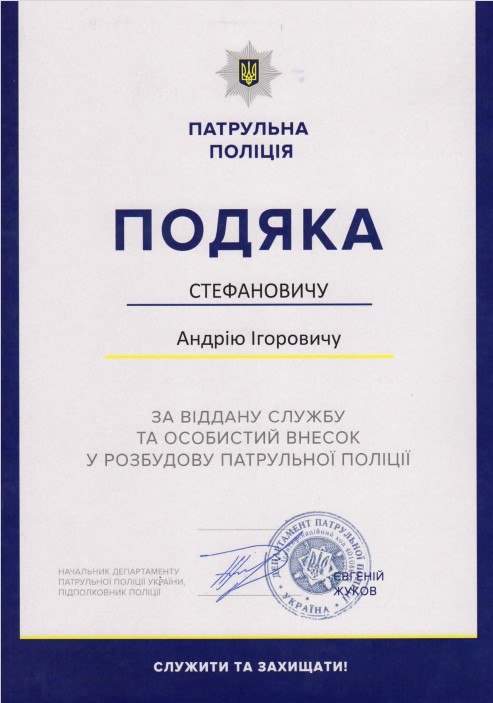 ПАТРУЛЬНА
ПОЛІЦІЯ
ПОДЯКА
СТЕФАНОВИЧУ
Андрію Ігоровичу
ЗА ВІДДАНУ СЛУЖБУ
ТА ОСОБИСТИЙ ВНЕСОК
У РОЗБУДОВУ ПАТРУЛЬНОЇ ПОЛІЦІЇ
НАЧАЛЬНИК ДЕПАРТАМЕНТУ
ПАТРУЛЬНОЇ ПОЛІЦІЇ УКРАЇНИ,
ПІДПОЛКОВНИК ПОЛІЦІЇ
ДЕПАРТАМЕНТ ПАТРУЛЬНОЇ ПОЛІЦІЇ
УКРАЇНА
ЄВГЕНІЙ
ЖУКОВ
СЛУЖИТИ ТА ЗАХИЩАТИ!